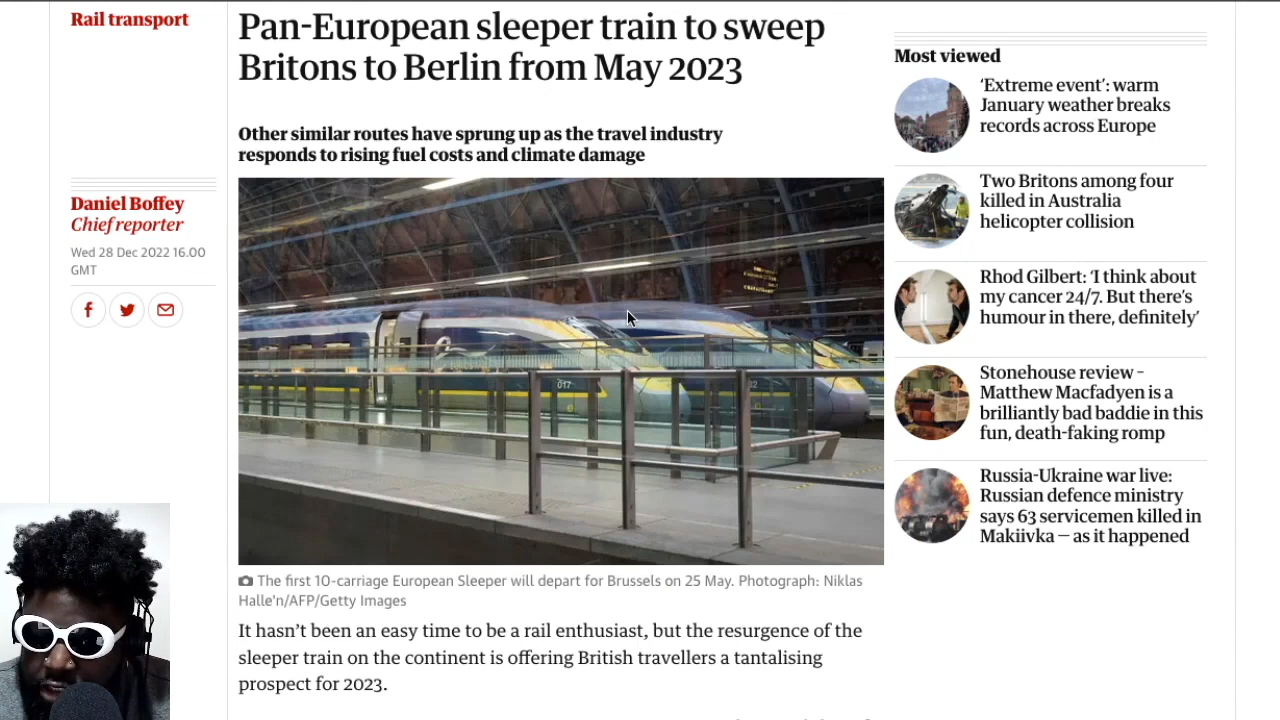 Rail transport
Pan-European sleeper train to sweep
Britons to Berlin from May 2023
Other similar routes have sprung up as the travel industry
responds to rising fuel costs and climate damage
Daniel Boffey
Chief reporter
Wed 28 Dec 2022 16.00
GMT
017
The first 10-carriage European Sleeper will depart for Brussels on 25 May. Photograph: Niklas
Halle'n/AFP/Getty Images
It hasn't been an easy time to be a rail enthusiast, but the resurgence of the
sleeper train on the continent is offering British travellers a tantalising
prospect for 2023.
Most viewed
'Extreme event': warm
January weather breaks
records across Europe
Two Britons among four
killed in Australia
helicopter collision
Rhod Gilbert: 'I think about
my cancer 24/7. But there's
humour in there, definitely'
Stonehouse review –
Matthew Macfadyen is a
brilliantly bad baddie in this
fun, death-faking romp
Russia-Ukraine war live:
Russian defence ministry
says 63 servicemen killed in
Makiivka – as it happened